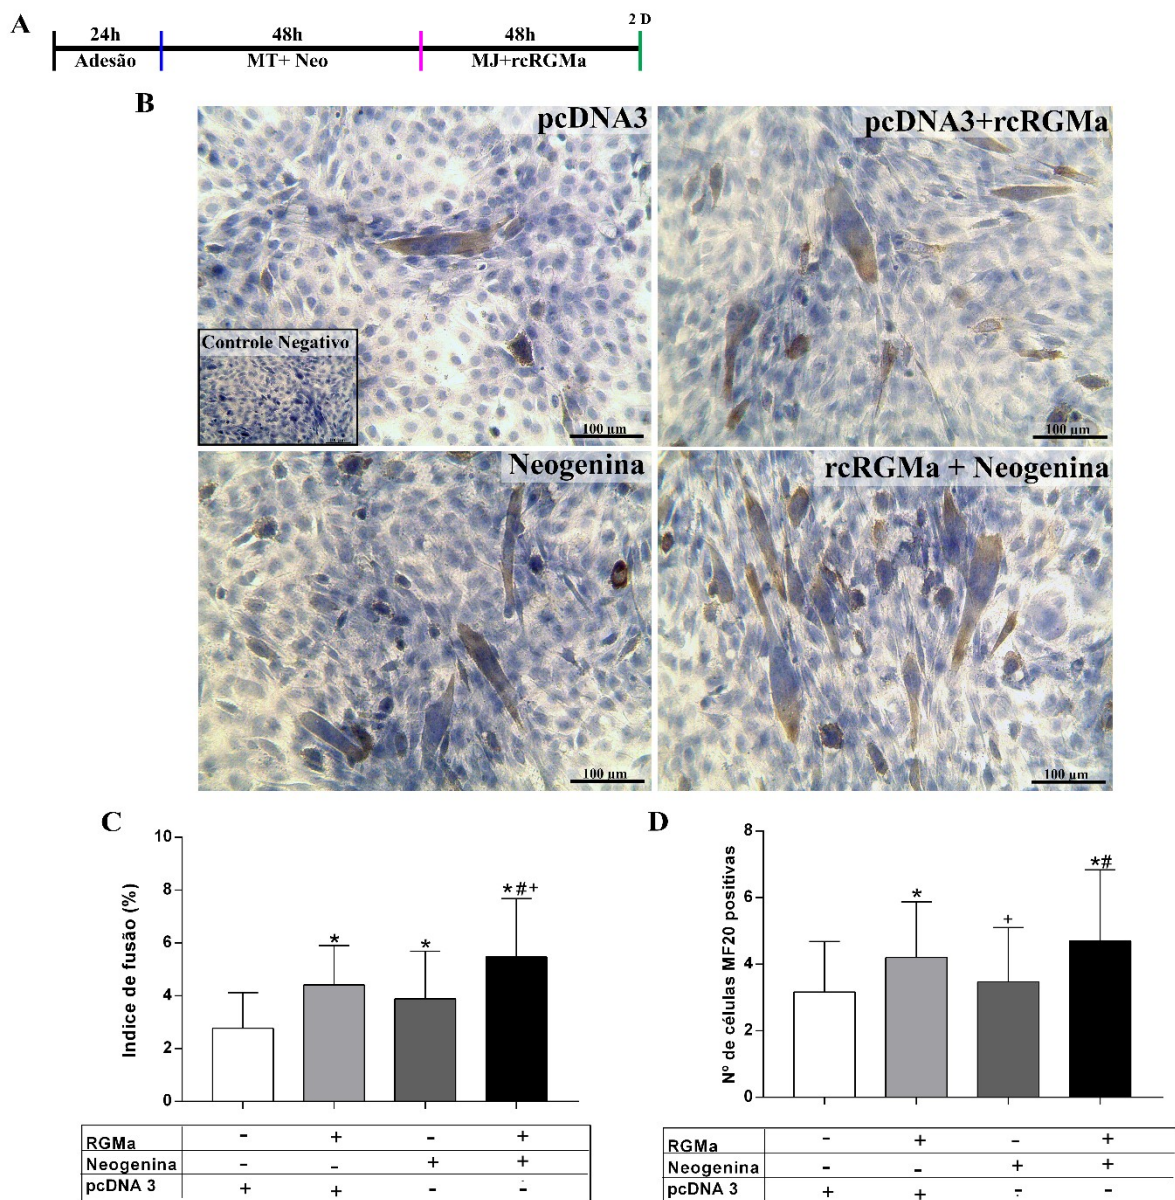 A
24h
48h
48h
2 D
Adesão
MT+ Neo
MJ+rcRGMa
B
pcDNA3
pcDNA3+rcRGMa
Controle Negativo
100 µm
100 µm
Neogenina
rcRGMa + Neogenina
100 µm
100 µm
C
10
8
6
4
2
0
Indice de fusão (%)
*
*
*#+
RGMa - + - +
Neogenina - - + +
pcDNA 3 + + - -
D
8
6
4
2
0
Nº de células MF20 positivas
*
+
*#
RGMa - + - +
Neogenina - - + +
pcDNA 3 + + - -